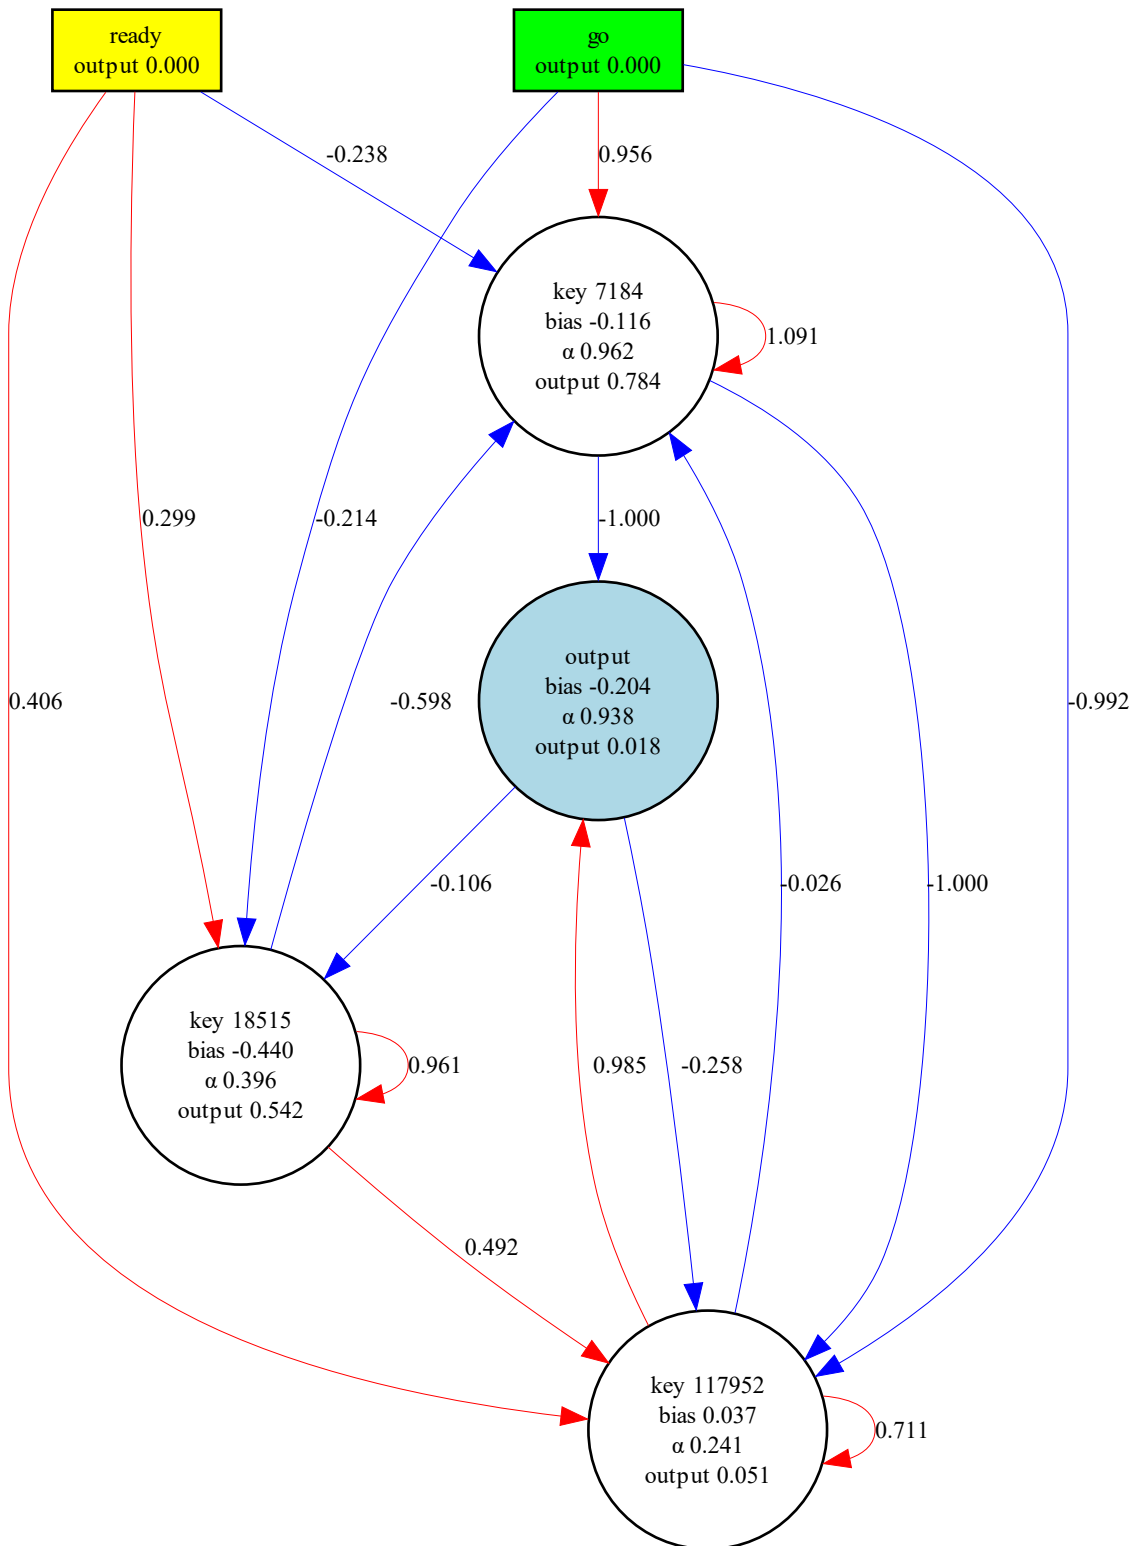 ready
output 0.000
go
output 0.000
-0.238
0.956
key 7184
bias -0.116
α 0.962
output 0.784
1.091
0.299
-0.214
-1.000
output
bias -0.204
α 0.938
output 0.018
0.406
-0.598
-0.992
-0.106
-0.026
-1.000
key 18515
bias -0.440
α 0.396
output 0.542
0.961
0.985
-0.258
0.492
key 117952
bias 0.037
α 0.241
output 0.051
0.711